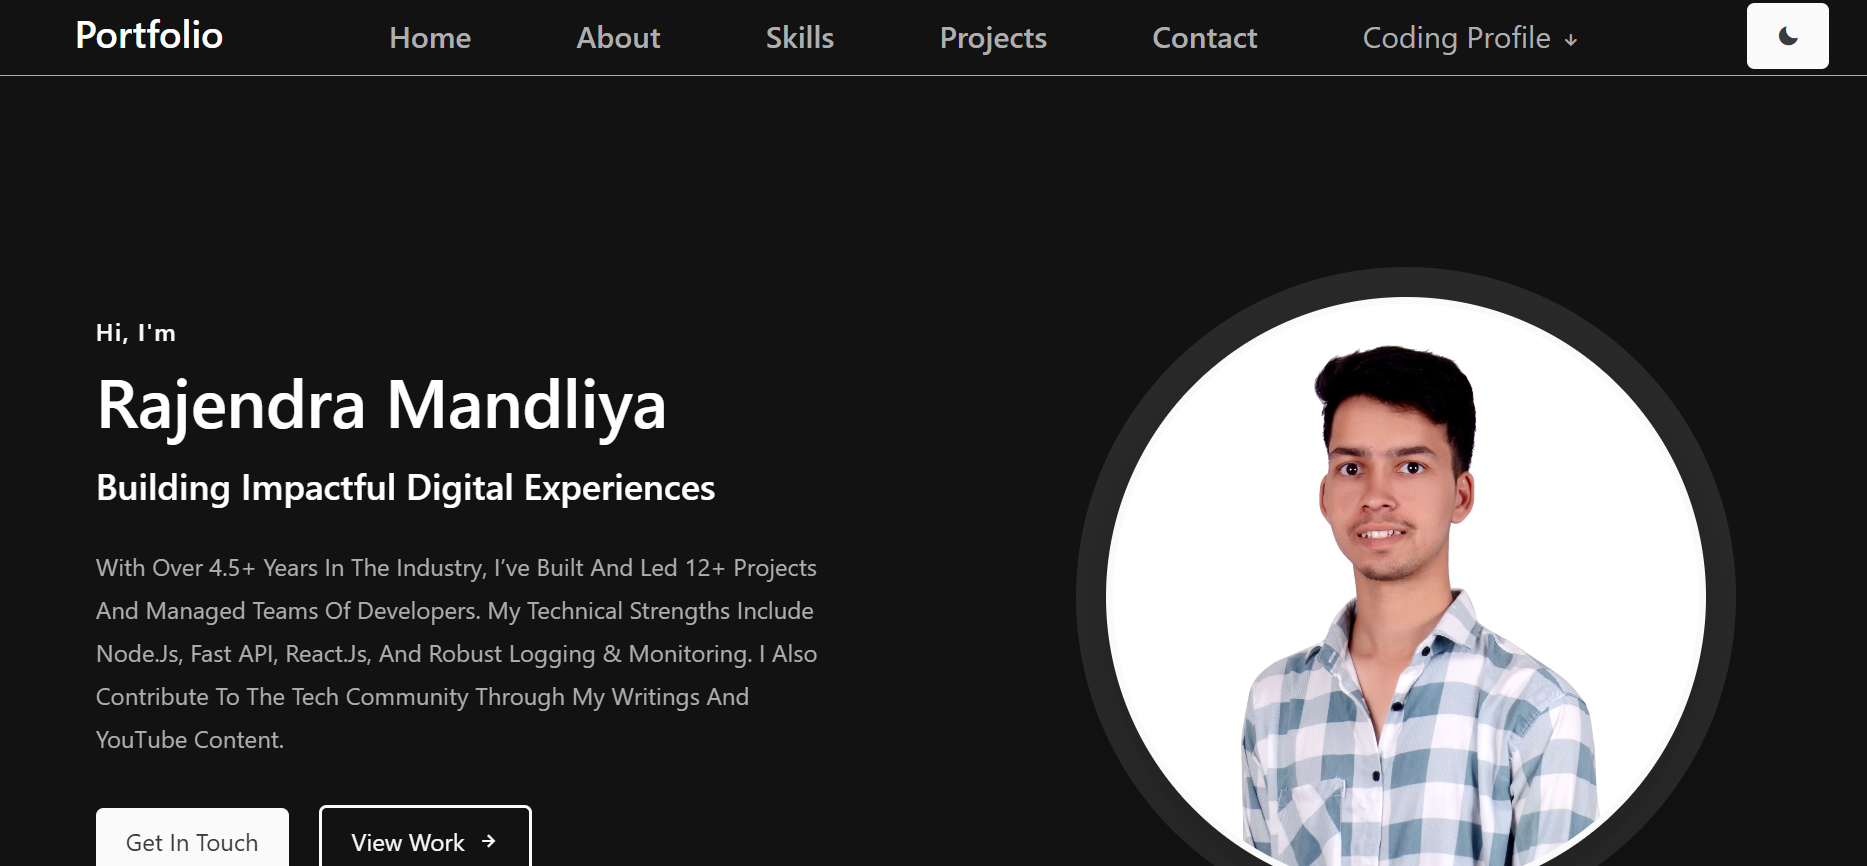 Portfolio Home About Skills Projects Contact Coding Profile ↓
Hi, I'm
Rajendra Mandliya
Building Impactful Digital Experiences
With Over 4.5+ Years In The Industry, I’ve Built And Led 12+ Projects
And Managed Teams Of Developers. My Technical Strengths Include
Node.Js, Fast API, React.Js, And Robust Logging & Monitoring. I Also
Contribute To The Tech Community Through My Writings And
YouTube Content.
Get In Touch View Work →